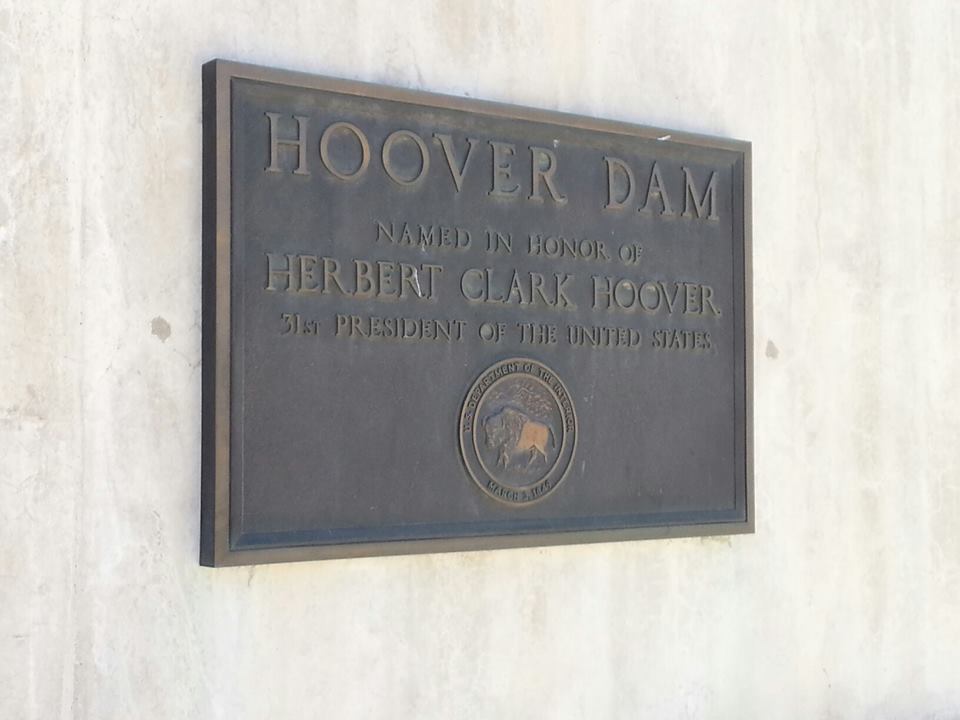 HOOVER DAM
NAMED IN HONOR OF
HERBERT CLARK HOOVER
31ST PRESIDENT OF THE UNITED STATES
U.S. DEPARTMENT OF THE INTERIOR
MARCH 3, 1849